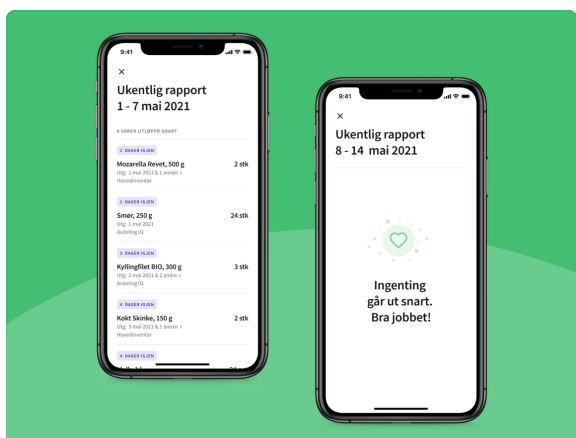 9:41
Ukentlig rapport
1 - 7 mai 2021
6 VARER UTLØPER SNART
2 DAGER IGJEN
Mozarella Revet, 500 g 2 stk
Utg: 1 mai 2021 & 1 annen >
Hovedinventar
2 DAGER IGJEN
Smør, 250 g 24 stk
Utg: 1 mai 2021
Avdeling 01
3 DAGER IGJEN
Kyllingfilet BIO, 300 g 3 stk
Utg: 2 mai 2021 & 2 andre >
Avdeling 01
4 DAGER IGJEN
Kokt Skinke, 150 g 2 stk
Utg: 3 mai 2021 & 1 annen >
Hovedinventar
4 DAGER IGJEN
9:41
Ukentlig rapport
8 - 14 mai 2021
Ingenting
går ut snart.
Bra jobbet!